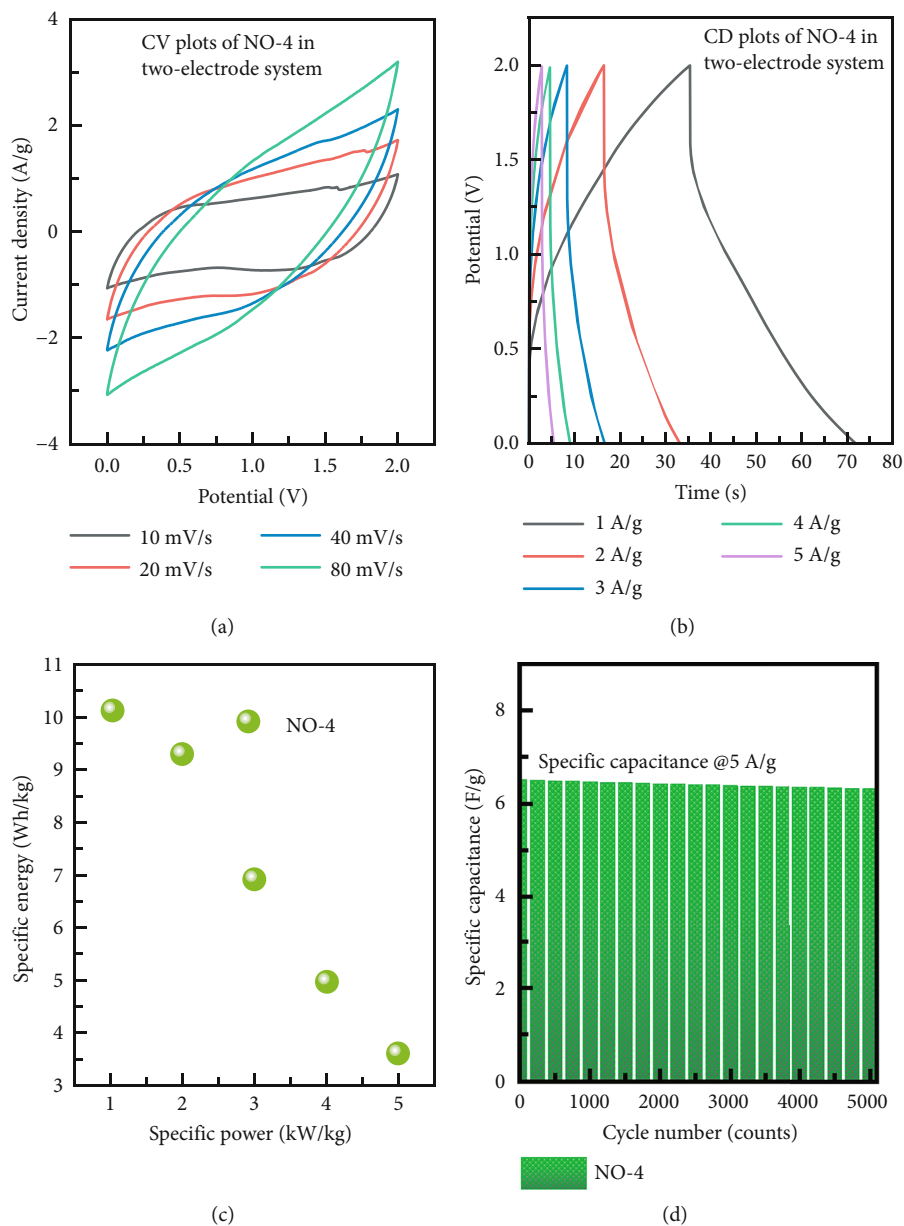 CV plots of NO-4 in
two-electrode system
4
2
0
−2
−4
Current density (A/g)
0.0 0.5 1.0 1.5 2.0
Potential (V)
10 mV/s 40 mV/s
20 mV/s 80 mV/s
(a)
CD plots of NO-4 in
two-electrode system
2.0
1.5
1.0
0.5
0.0
Potential (V)
0 10 20 30 40 50 60 70 80
Time (s)
1 A/g 4 A/g
2 A/g 5 A/g
3 A/g
(b)
11
10
9
8
7
6
5
4
3
Specific energy (Wh/kg)
NO-4
1 2 3 4 5
Specific power (kW/kg)
(c)
8
6
4
2
0
Specific capacitance (F/g)
Specific capacitance @5 A/g
0 1000 2000 3000 4000 5000
Cycle number (counts)
NO-4
(d)